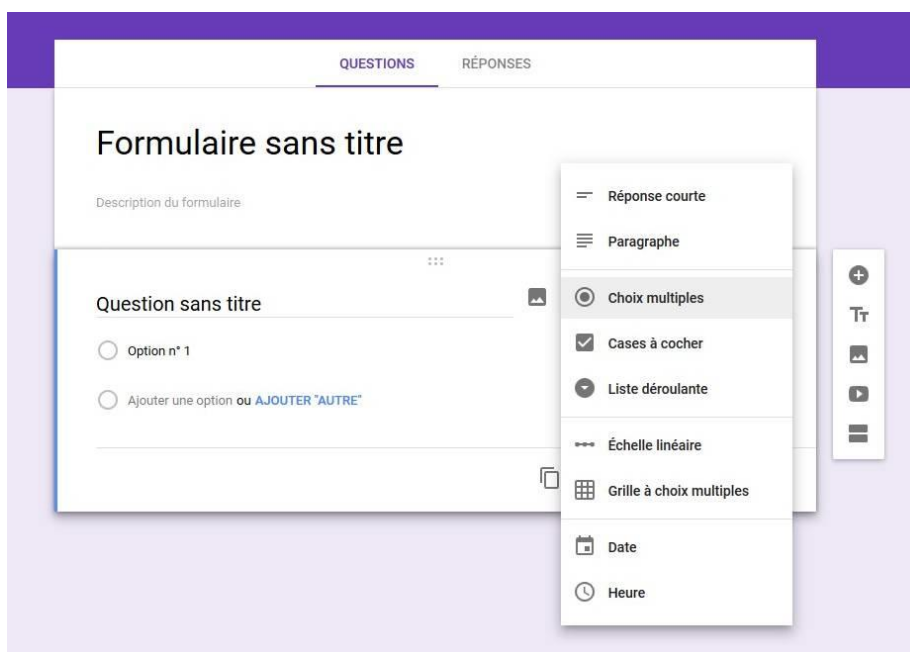 QUESTIONS RÉPONSES
Formulaire sans titre
Description du formulaire
Question sans titre
Option n° 1
Ajouter une option ou AJOUTER "AUTRE"
Réponse courte
Paragraphe
Choix multiples
Cases à cocher
Liste déroulante
Échelle linéaire
Grille à choix multiples
Date
Heure
Tт